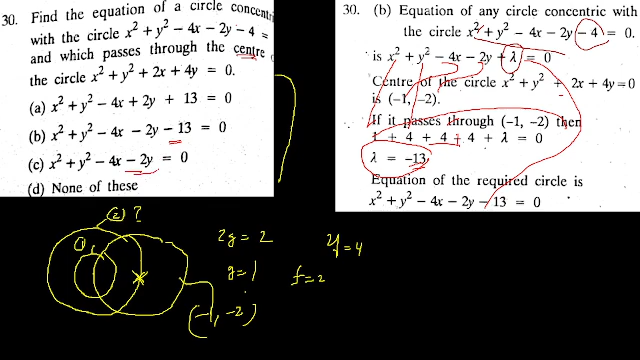 30. Find the equation of a circle concent
with the circle x² + y² − 4x − 2y − 4 =
and which passes through the centre o
the circle x² + y² + 2x + 4y = 0.
(a) x² + y² − 4x + 2y + 13 = 0
(b) x² + y² − 4x − 2y − 13 = 0
(c) x² + y² − 4x − 2y = 0
(d) None of these
30. (b) Equation of any circle concentric with
the circle x² + y² − 4x − 2y − 4 = 0.
is x² + y² − 4x − 2y + λ = 0
Centre of the circle x² + y² + 2x + 4y = 0
is (−1, −2).
If it passes through (−1, −2) then
1 + 4 + 4 + 4 + λ = 0
λ = −13
Equation of the required circle is
x² + y² − 4x − 2y − 13 = 0
② ?
①
2g = 2
g = 1
(−1, −2)
2f = 4
f = 2